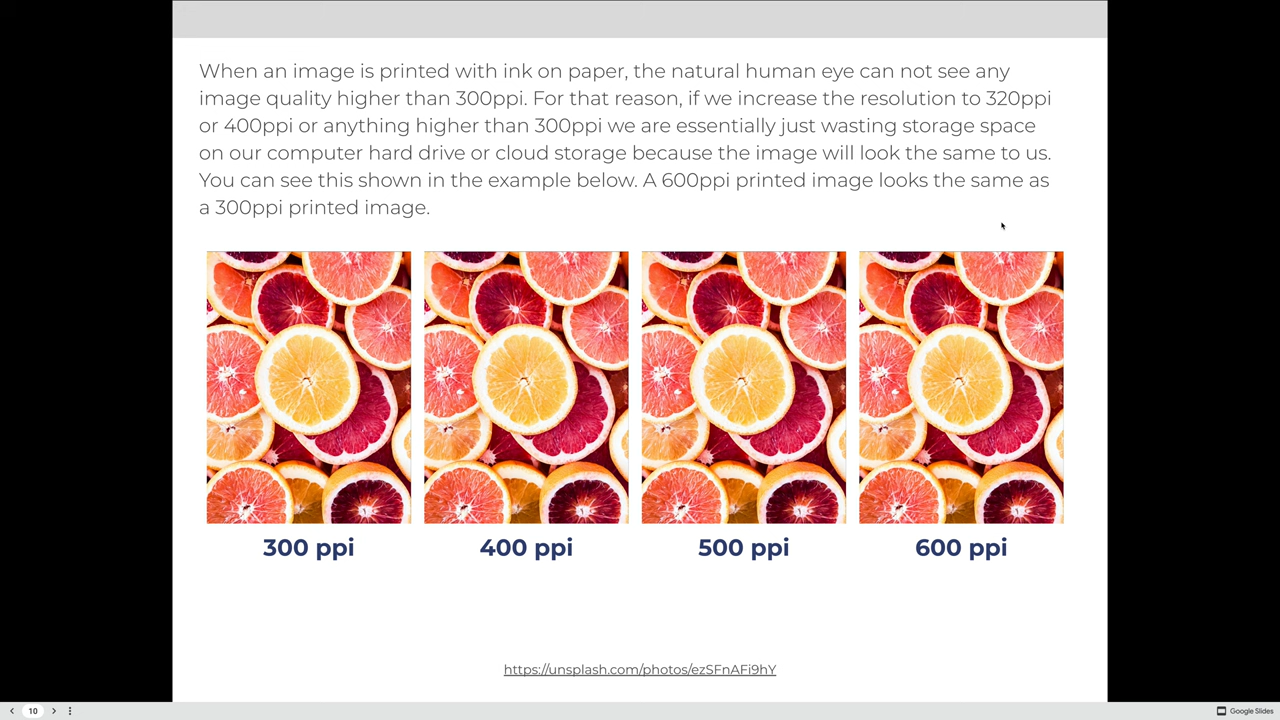 When an image is printed with ink on paper, the natural human eye can not see any
image quality higher than 300ppi. For that reason, if we increase the resolution to 320ppi
or 400ppi or anything higher than 300ppi we are essentially just wasting storage space
on our computer hard drive or cloud storage because the image will look the same to us.
You can see this shown in the example below. A 600ppi printed image looks the same as
a 300ppi printed image.
300 ppi 400 ppi 500 ppi 600 ppi
https://unsplash.com/photos/ezSFnAFi9hY
10 Google Slides